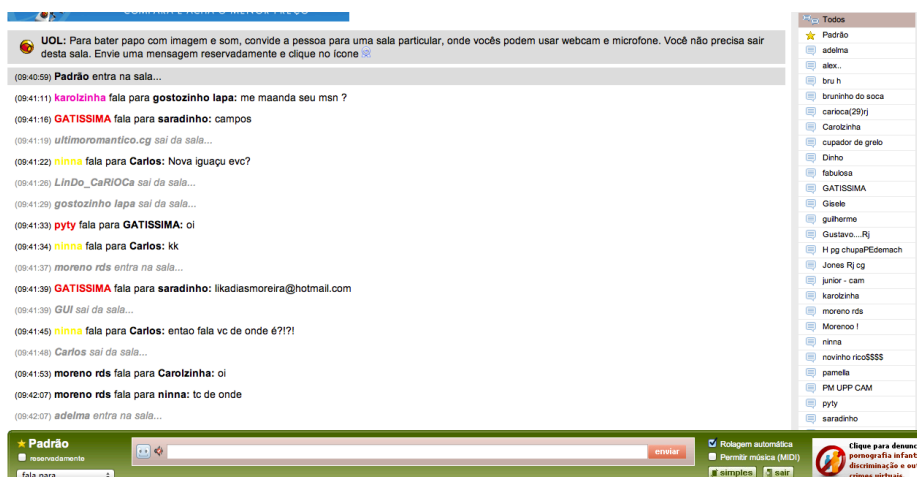 COMPARA E ACHA O MENOR PREÇO
UOL: Para bater papo com imagem e som, convide a pessoa para uma sala particular, onde vocês podem usar webcam e microfone. Você não precisa sair
desta sala. Envie uma mensagem reservadamente e clique no ícone
(09:40:59) Padrão entra na sala...
(09:41:11) karolzinha fala para gostozinho lapa: me maanda seu msn ?
(09:41:16) GATISSIMA fala para saradinho: campos
(09:41:19) ultimoromantico.cg sai da sala...
(09:41:22) ninna fala para Carlos: Nova iguaçu evc?
(09:41:26) LinDo_CaRiOCa sai da sala...
(09:41:29) gostozinho lapa sai da sala...
(09:41:33) pyty fala para GATISSIMA: oi
(09:41:34) ninna fala para Carlos: kk
(09:41:37) moreno rds entra na sala...
(09:41:39) GATISSIMA fala para saradinho: likadiasmoreira@hotmail.com
(09:41:39) GUI sai da sala...
(09:41:45) ninna fala para Carlos: entao fala vc de onde é?!?!
(09:41:48) Carlos sai da sala...
(09:41:53) moreno rds fala para Carolzinha: oi
(09:42:07) moreno rds fala para ninna: tc de onde
(09:42:07) adelma entra na sala...
Todos
Padrão
adelma
alex..
bru h
bruninho do soca
carioca(29)rj
Carolzinha
cupador de grelo
Dinho
fabulosa
GATISSIMA
Gisele
guilherme
Gustavo....Rj
H pg chupaPEdemach
Jones Rj cg
junior - cam
karolzinha
moreno rds
Morenoo !
ninna
novinho rico$$$$
pamella
PM UPP CAM
pyty
saradinho
Padrão
reservadamente
fala para
enviar
Rolagem automática
Permitir música (MIDI)
simples
sair
Clique para denunc
pornografia infant
discriminação e ou
crimes virtuais